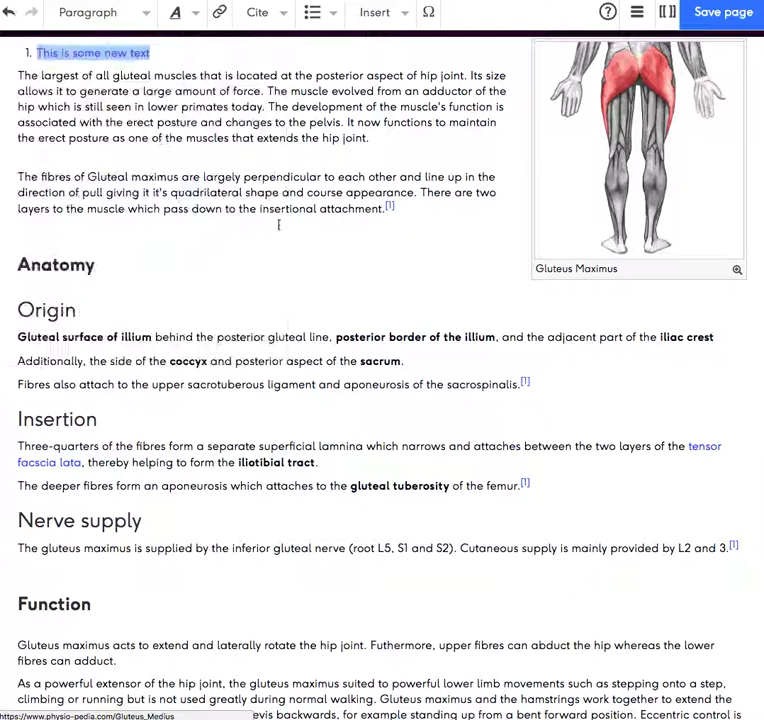 Paragraph A Cite Insert Ω ? Save page
1. This is some new text
The largest of all gluteal muscles that is located at the posterior aspect of hip joint. Its size
allows it to generate a large amount of force. The muscle evolved from an adductor of the
hip which is still seen in lower primates today. The development of the muscle's function is
associated with the erect posture and changes to the pelvis. It now functions to maintain
the erect posture as one of the muscles that extends the hip joint.
The fibres of Gluteal maximus are largely perpendicular to each other and line up in the
direction of pull giving it it's quadrilateral shape and course appearance. There are two
layers to the muscle which pass down to the insertional attachment.[1]
Gluteus Maximus
Anatomy
Origin
Gluteal surface of illium behind the posterior gluteal line, posterior border of the illium, and the adjacent part of the iliac crest
Additionally, the side of the coccyx and posterior aspect of the sacrum.
Fibres also attach to the upper sacrotuberous ligament and aponeurosis of the sacrospinalis.[1]
Insertion
Three-quarters of the fibres form a separate superficial lamnina which narrows and attaches between the two layers of the tensor
facscia lata, thereby helping to form the iliotibial tract.
The deeper fibres form an aponeurosis which attaches to the gluteal tuberosity of the femur.[1]
Nerve supply
The gluteus maximus is supplied by the inferior gluteal nerve (root L5, S1 and S2). Cutaneous supply is mainly provided by L2 and 3.[1]
Function
Gluteus maximus acts to extend and laterally rotate the hip joint. Futhermore, upper fibres can abduct the hip whereas the lower
fibres can adduct.
As a powerful extensor of the hip joint, the gluteus maximus suited to powerful lower limb movements such as stepping onto a step,
climbing or running but is not used greatly during normal walking. Gluteus maximus and the hamstrings work together to extend the
evis backwards, for example standing up from a bent forward position. Eccentric control is
https://www.physio-pedia.com/Gluteus_Medius